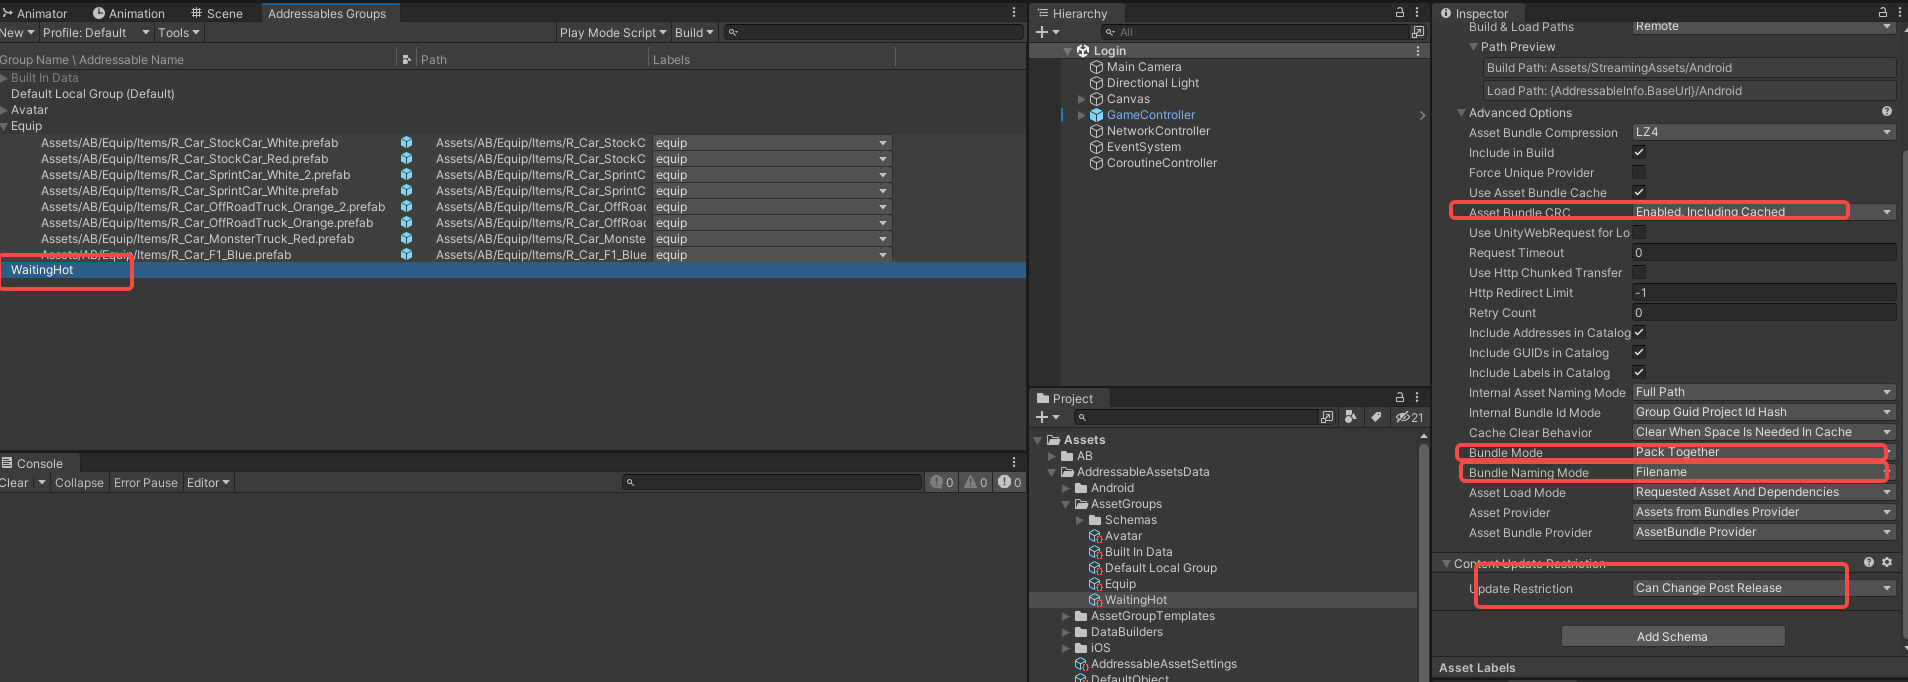 Animator
Animation
Scene
Addressables Groups
New
Profile: Default
Tools
Play Mode Script
Build
Group Name \ Addressable Name
Path
Labels
Built In Data
Default Local Group (Default)
Avatar
Equip
Assets/AB/Equip/Items/R_Car_StockCar_White.prefab
Assets/AB/Equip/Items/R_Car_StockC
equip
Assets/AB/Equip/Items/R_Car_StockCar_Red.prefab
Assets/AB/Equip/Items/R_Car_StockC
equip
Assets/AB/Equip/Items/R_Car_SprintCar_White_2.prefab
Assets/AB/Equip/Items/R_Car_SprintC
equip
Assets/AB/Equip/Items/R_Car_SprintCar_White.prefab
Assets/AB/Equip/Items/R_Car_SprintC
equip
Assets/AB/Equip/Items/R_Car_OffRoadTruck_Orange_2.prefab
Assets/AB/Equip/Items/R_Car_OffRoac
equip
Assets/AB/Equip/Items/R_Car_OffRoadTruck_Orange.prefab
Assets/AB/Equip/Items/R_Car_OffRoac
equip
Assets/AB/Equip/Items/R_Car_MonsterTruck_Red.prefab
Assets/AB/Equip/Items/R_Car_Monste
equip
Assets/AB/Equip/Items/R_Car_F1_Blue.prefab
Assets/AB/Equip/Items/R_Car_F1_Blue
equip
WaitingHot
Console
Clear
Collapse
Error Pause
Editor
0
0
0
Hierarchy
All
Login
Main Camera
Directional Light
Canvas
GameController
NetworkController
EventSystem
CoroutineController
Project
21
Assets
AB
AddressableAssetsData
Android
AssetGroups
Schemas
Avatar
Built In Data
Default Local Group
Equip
WaitingHot
AssetGroupTemplates
DataBuilders
iOS
AddressableAssetSettings
DefaultObject
Inspector
Build & Load Paths
Remote
Path Preview
Build Path: Assets/StreamingAssets/Android
Load Path: {AddressableInfo.BaseUrl}/Android
Advanced Options
Asset Bundle Compression
LZ4
Include in Build
Force Unique Provider
Use Asset Bundle Cache
Asset Bundle CRC
Enabled, Including Cached
Use UnityWebRequest for Lo
Request Timeout
0
Use Http Chunked Transfer
Http Redirect Limit
-1
Retry Count
0
Include Addresses in Catalog
Include GUIDs in Catalog
Include Labels in Catalog
Internal Asset Naming Mode
Full Path
Internal Bundle Id Mode
Group Guid Project Id Hash
Cache Clear Behavior
Clear When Space Is Needed In Cache
Bundle Mode
Pack Together
Bundle Naming Mode
Filename
Asset Load Mode
Requested Asset And Dependencies
Asset Provider
Assets from Bundles Provider
Asset Bundle Provider
AssetBundle Provider
Content Update Restriction
Update Restriction
Can Change Post Release
Add Schema
Asset Labels